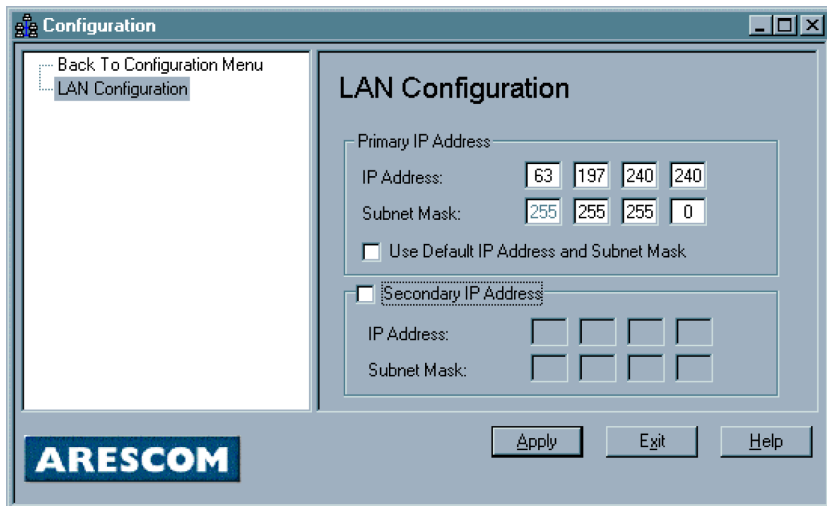 Configuration
Back To Configuration Menu
LAN Configuration
LAN Configuration
Primary IP Address
IP Address: 63 197 240 240
Subnet Mask: 255 255 255 0
Use Default IP Address and Subnet Mask
Secondary IP Address
IP Address:
Subnet Mask:
Apply Exit Help
ARESCOM